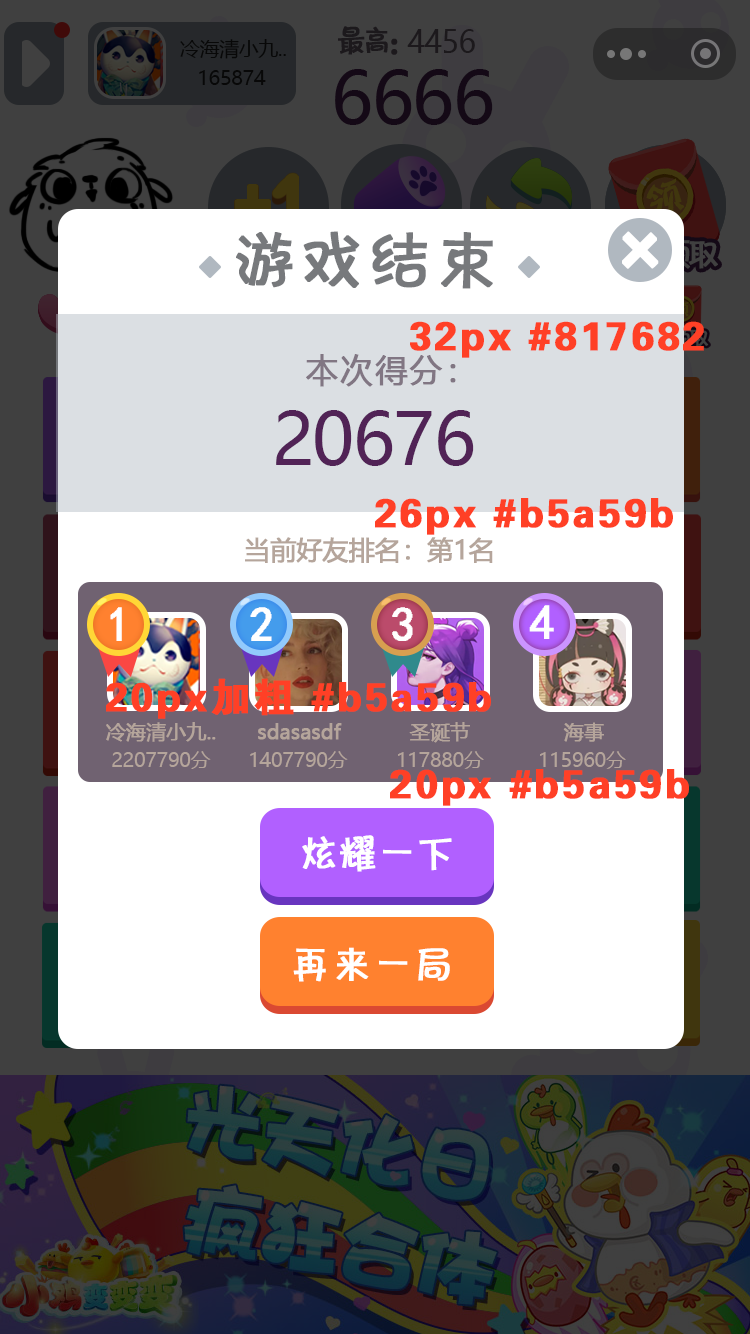 冷海清小九..
165874
最高: 4456
6666
+1
领
取
游戏结束
32px #817682
本次得分：
20676
26px #b5a59b
当前好友排名：第1名
1 2 3 4
20px加粗 #b5a59b
冷海清小九.. sdasasdf 圣诞节 海事
2207790分 1407790分 117880分 115960分
20px #b5a59b
炫耀一下
再来一局
光天化日
疯狂合体
小鸡变变变